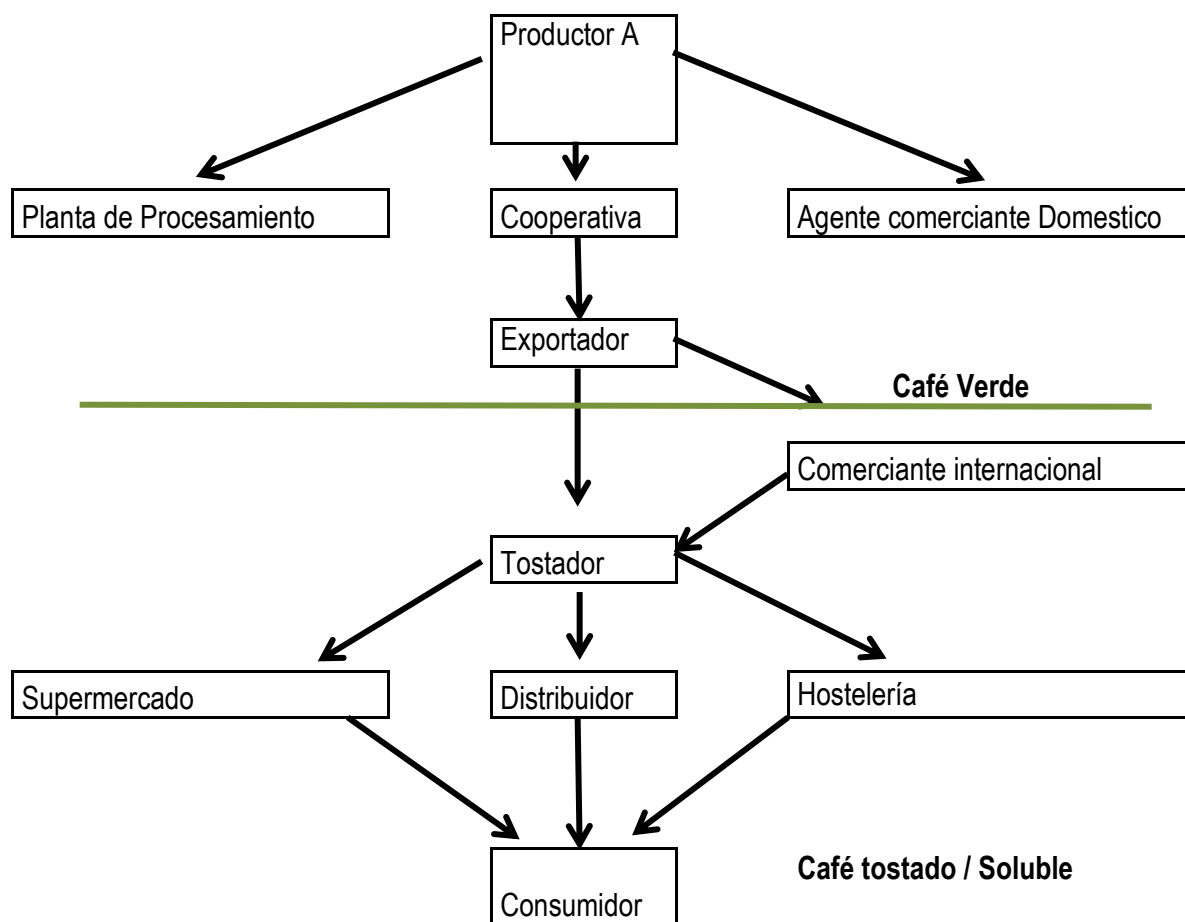 Productor A
Planta de Procesamiento
Cooperativa
Agente comerciante Domestico
Exportador
Café Verde
Comerciante internacional
Tostador
Supermercado
Distribuidor
Hostelería
Café tostado / Soluble
Consumidor